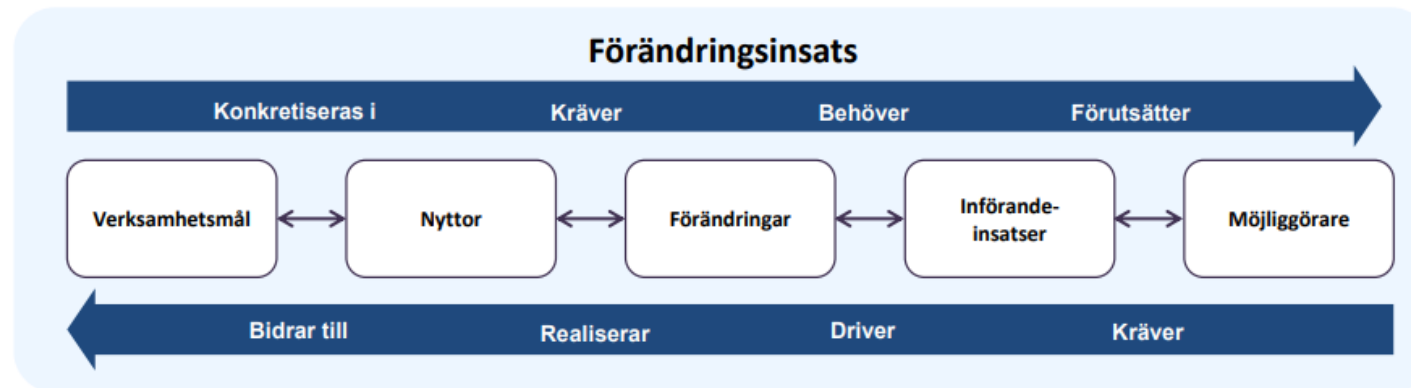 Förändringsinsats
Konkretiseras i Kräver Behöver Förutsätter
Verksamhetsmål
Nyttor
Förändringar
Införande-
insatser
Möjliggörare
Bidrar till Realiserar Driver Kräver